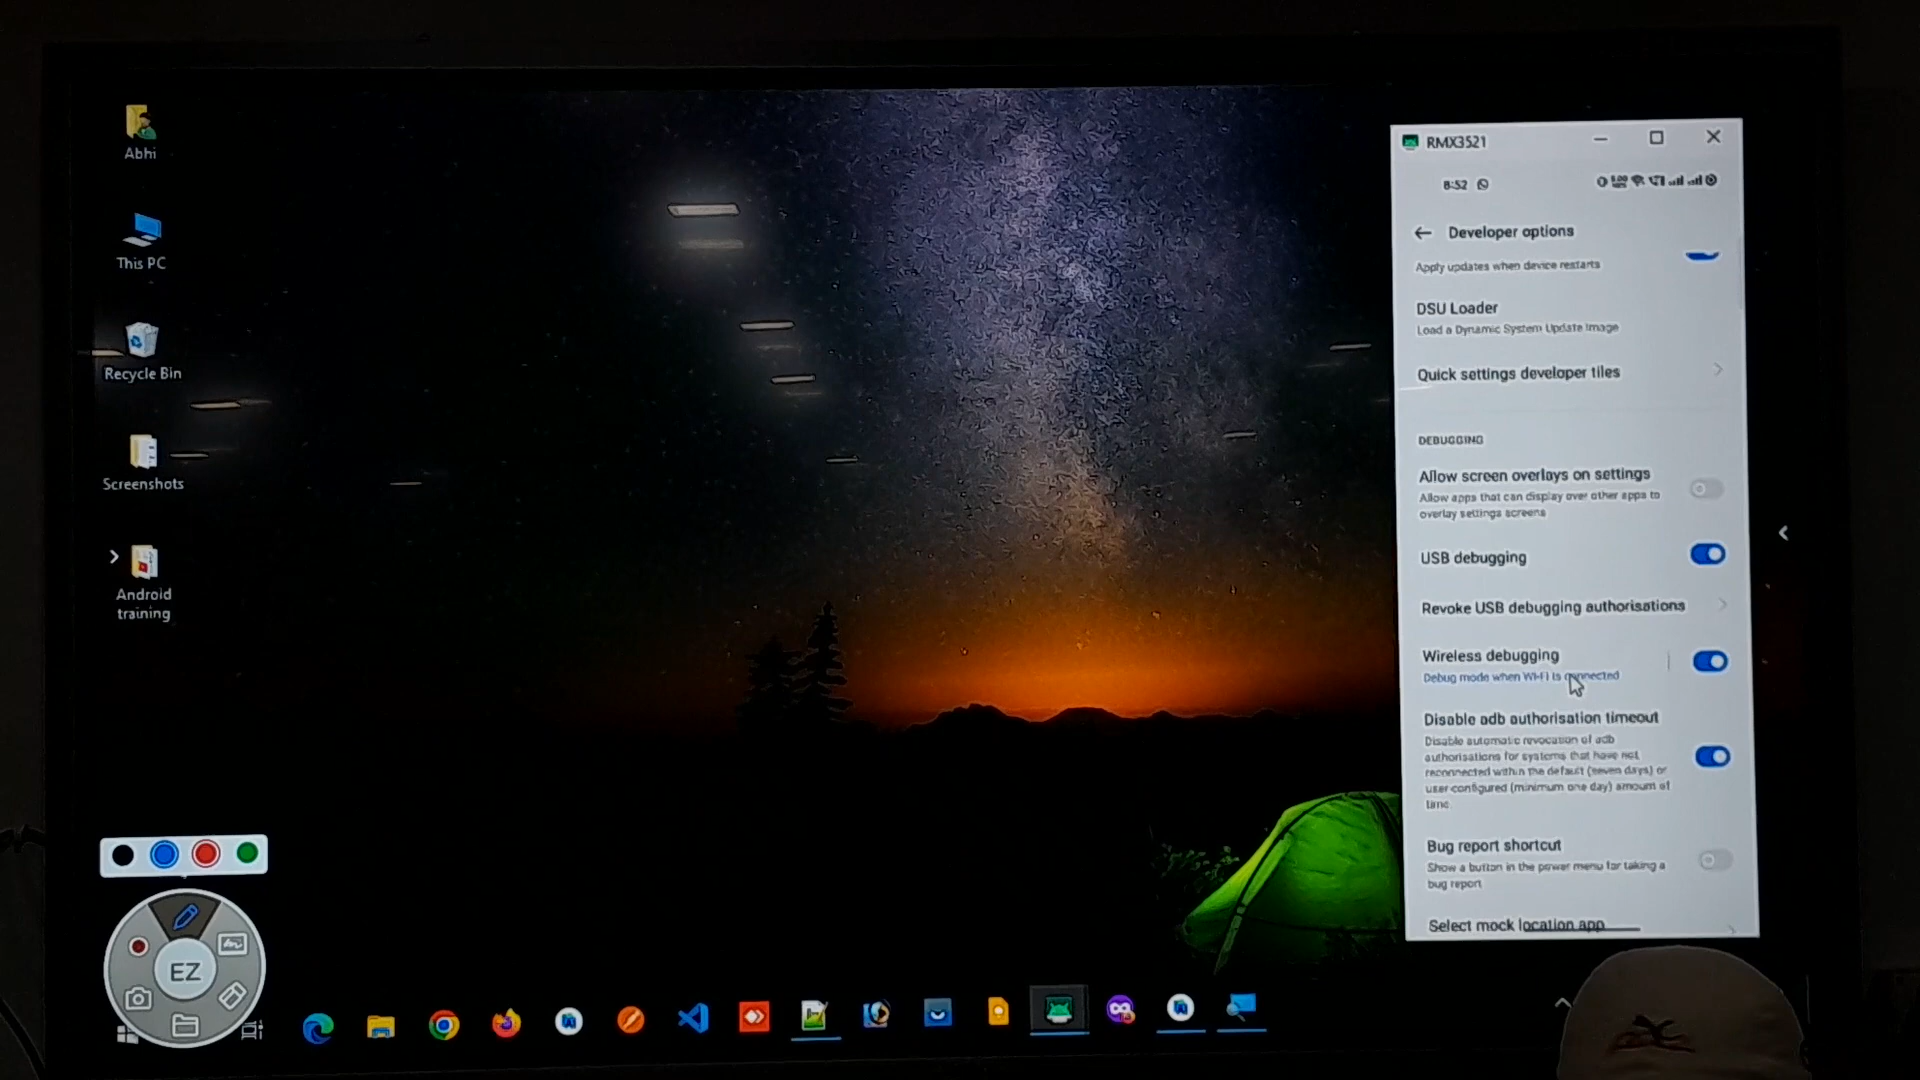 Abhi
This PC
Recycle Bin
Screenshots
Android
training
EZ
RMX3521
8:52
Developer options
Apply updates when device restarts
DSU Loader
Load a Dynamic System Update Image
Quick settings developer tiles
DEBUGGING
Allow screen overlays on settings
Allow apps that can display over other apps to
overlay settings screens
USB debugging
Revoke USB debugging authorisations
Wireless debugging
Debug mode when Wi-Fi is connected
Disable adb authorisation timeout
Disable automatic revocation of adb
authorisations for systems that have not
reconnected within the default (seven days) or
user-configured (minimum one day) amount of
time.
Bug report shortcut
Show a button in the power menu for taking a
bug report
Select mock location app